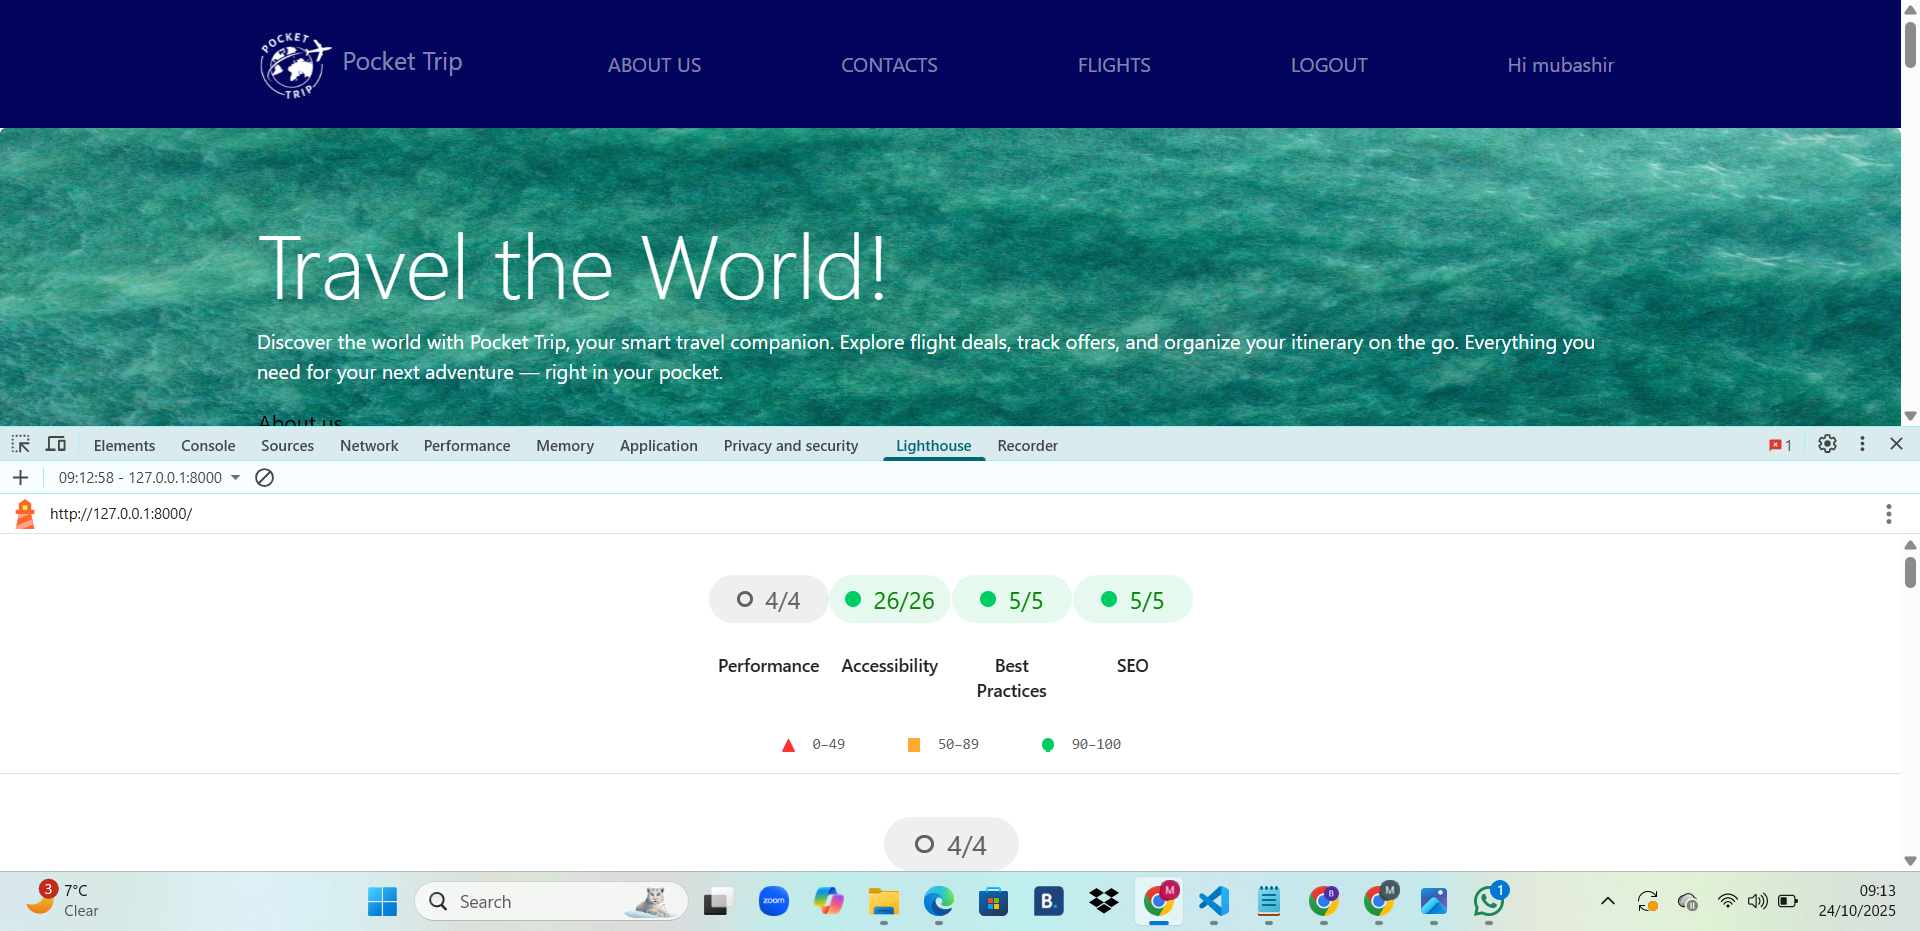 POCKET
TRIP
Pocket Trip
ABOUT US
CONTACTS
FLIGHTS
LOGOUT
Hi mubashir
Travel the World!
Discover the world with Pocket Trip, your smart travel companion. Explore flight deals, track offers, and organize your itinerary on the go. Everything you
need for your next adventure — right in your pocket.
About us
Elements Console Sources Network Performance Memory Application Privacy and security Lighthouse Recorder 1
09:12:58 - 127.0.0.1:8000
http://127.0.0.1:8000/
4/4 26/26 5/5 5/5
Performance Accessibility Best
Practices
SEO
0–49 50–89 90–100
4/4
3
7°C
Clear
Search
zoom
B.
M
B
M
1
09:13
24/10/2025